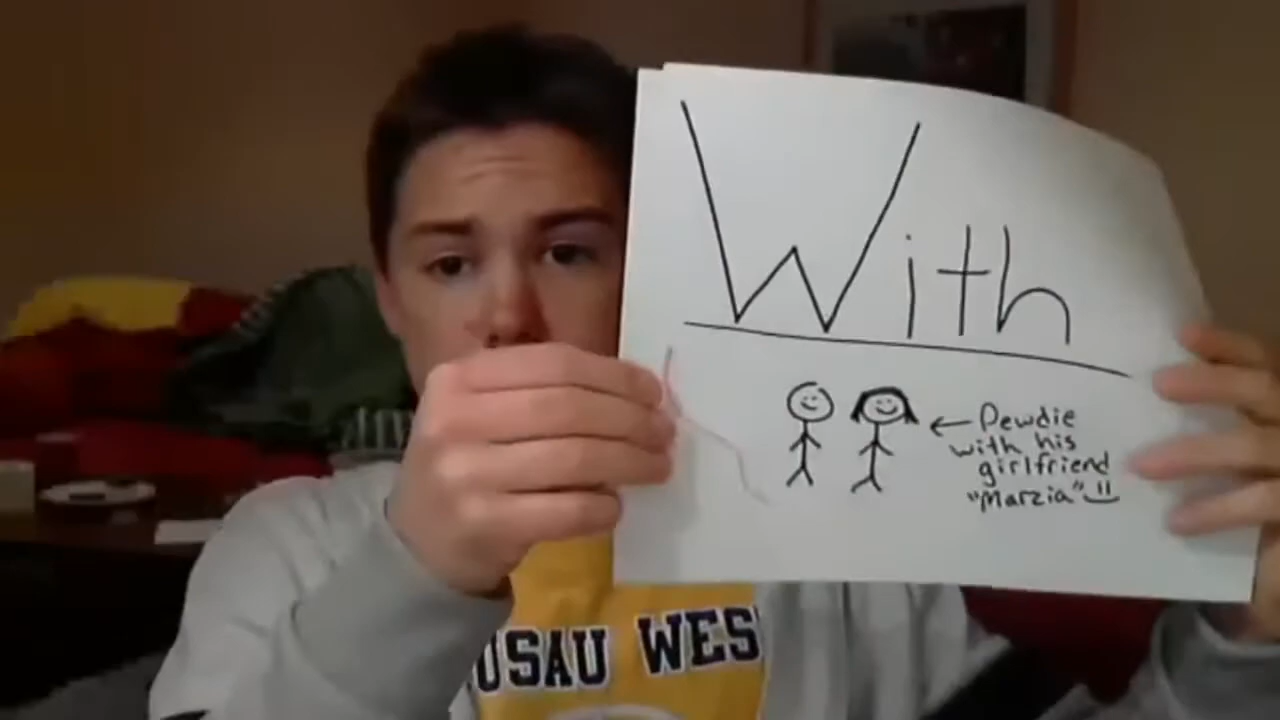 With
← Pewdie
with his
girlfriend
"Marzia"
USAU WES